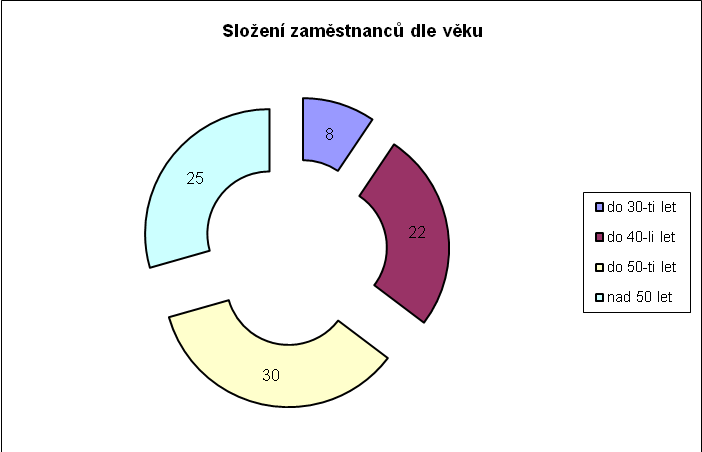 Složení zaměstnanců dle věku
8
22
30
25
do 30-ti let
do 40-li let
do 50-ti let
nad 50 let